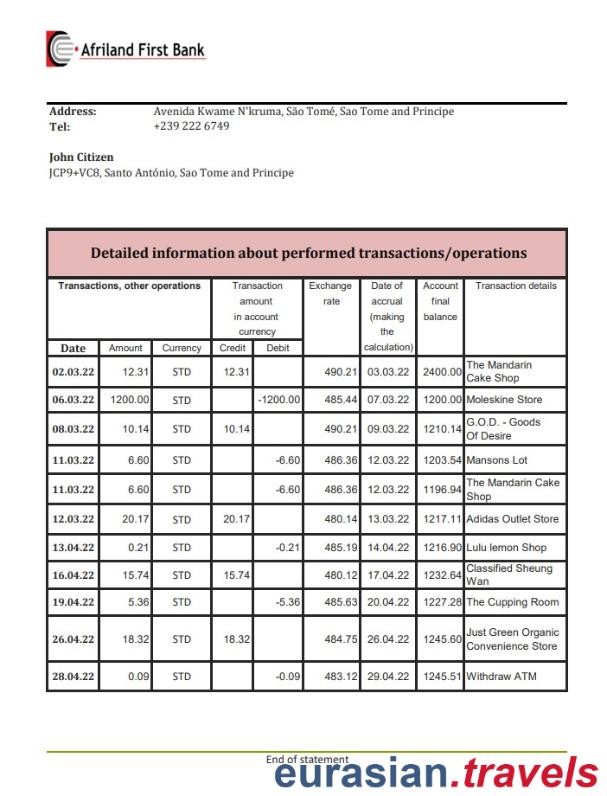 Afriland First Bank
Address: Avenida Kwame N'kruma, São Tomé, Sao Tome and Principe
Tel: +239 222 6749
John Citizen
JCP9+VC8, Santo António, Sao Tome and Principe
Detailed information about performed transactions/operations
Transactions, other operations
Transaction
amount
in account
currency
Exchange
rate
Date of
accrual
(making
the
calculation)
Account
final
balance
Transaction details
Date Amount Currency Credit Debit
02.03.22 12.31 STD 12.31 490.21 03.03.22 2400.00 The Mandarin
Cake Shop
06.03.22 1200.00 STD -1200.00 485.44 07.03.22 1200.00 Moleskine Store
08.03.22 10.14 STD 10.14 490.21 09.03.22 1210.14 G.O.D. - Goods
Of Desire
11.03.22 6.60 STD -6.60 486.36 12.03.22 1203.54 Mansons Lot
11.03.22 6.60 STD -6.60 486.36 12.03.22 1196.94 The Mandarin Cake
Shop
12.03.22 20.17 STD 20.17 480.14 13.03.22 1217.11 Adidas Outlet Store
13.04.22 0.21 STD -0.21 485.19 14.04.22 1216.90 Lulu lemon Shop
16.04.22 15.74 STD 15.74 480.12 17.04.22 1232.64 Classified Sheung
Wan
19.04.22 5.36 STD -5.36 485.63 20.04.22 1227.28 The Cupping Room
26.04.22 18.32 STD 18.32 484.75 26.04.22 1245.60 Just Green Organic
Convenience Store
28.04.22 0.09 STD -0.09 483.12 29.04.22 1245.51 Withdraw ATM
End of statement
eurasian.travels